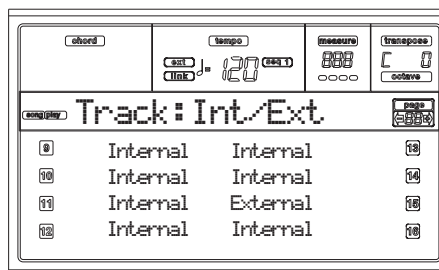 chord tempo measure transpose
ext link ♩= 120 seq 1 888 C 0
octave
song play Track:Int/Ext page 88
9 Internal Internal 13
10 Internal Internal 14
11 Internal External 15
12 Internal Internal 16